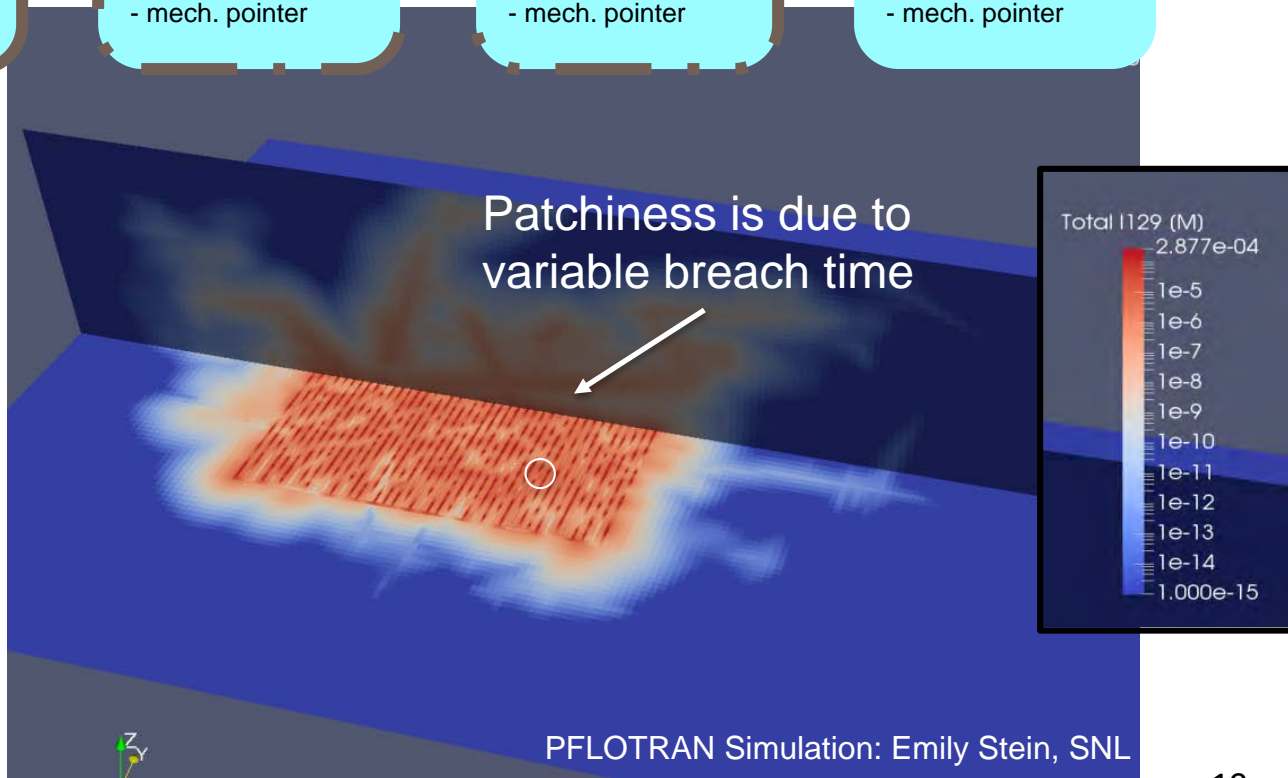 - mech. pointer
- mech. pointer
- mech. pointer
Patchiness is due to
variable breach time
Total I129 (M)
2.877e-04
1e-5
1e-6
1e-7
1e-8
1e-9
1e-10
1e-11
1e-12
1e-13
1e-14
1.000e-15
Z
Y
PFLOTRAN Simulation: Emily Stein, SNL